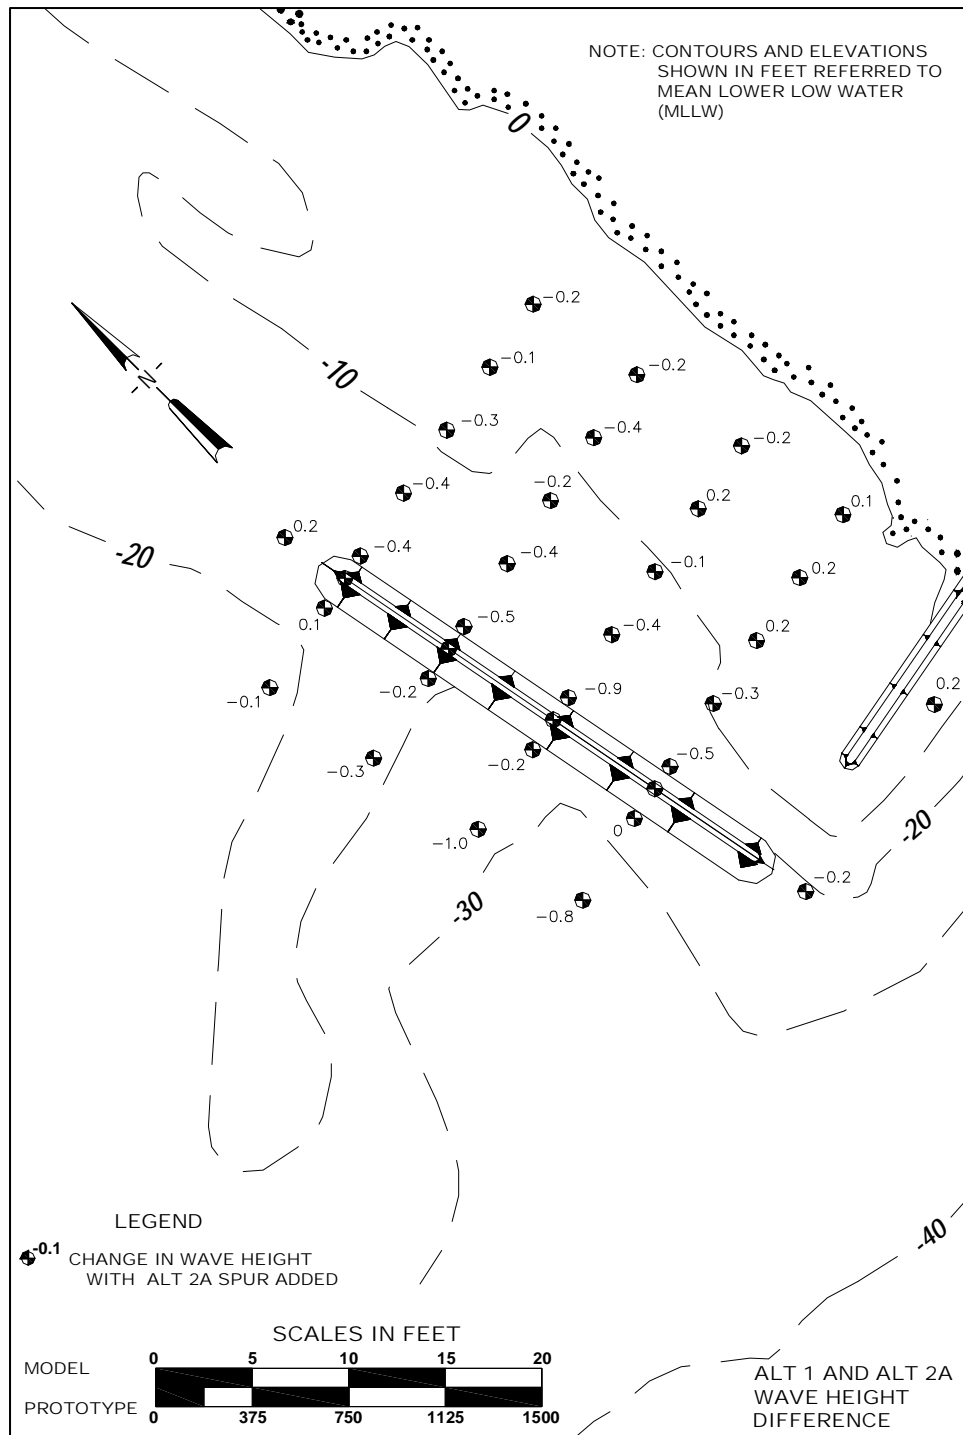 NOTE: CONTOURS AND ELEVATIONS
SHOWN IN FEET REFERRED TO
MEAN LOWER LOW WATER
(MLLW)
0
-0.2
-0.1
-0.2
-10
-0.3
-0.4
-0.2
-0.4
-0.2
0.2
0.1
0.2
-20
-0.4
-0.4
-0.1
0.2
0.1
-0.5
-0.4
0.2
-0.1
-0.2
-0.9
-0.3
0.2
-0.3
-0.2
-0.5
-1.0
0
-20
-0.2
-30
-0.8
N
-40
LEGEND
-0.1
CHANGE IN WAVE HEIGHT
WITH ALT 2A SPUR ADDED
SCALES IN FEET
0 5 10 15 20
MODEL
PROTOTYPE
0 375 750 1125 1500
ALT 1 AND ALT 2A
WAVE HEIGHT
DIFFERENCE